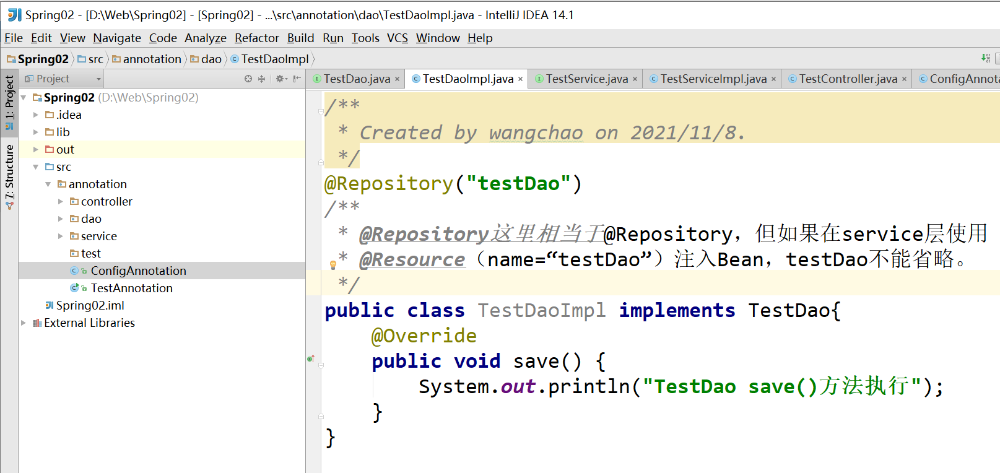 Spring02 - [D:\Web\Spring02] - [Spring02] - ...\src\annotation\dao\TestDaoImpl.java - IntelliJ IDEA 14.1
File Edit View Navigate Code Analyze Refactor Build Run Tools VCS Window Help
Spring02 src annotation dao TestDaoImpl
Project
TestDao.java TestDaoImpl.java TestService.java TestServiceImpl.java TestController.java ConfigAnnota
1: Project
7: Structure
Spring02 (D:\Web\Spring02)
.idea
lib
out
src
annotation
controller
dao
service
test
ConfigAnnotation
TestAnnotation
Spring02.iml
External Libraries
/**
* Created by wangchao on 2021/11/8.
*/
@Repository("testDao")
/**
* @Repository这里相当于@Repository，但如果在service层使用
* @Resource（name=“testDao”）注入Bean，testDao不能省略。
*/
public class TestDaoImpl implements TestDao{
@Override
public void save() {
System.out.println("TestDao save()方法执行");
}
}